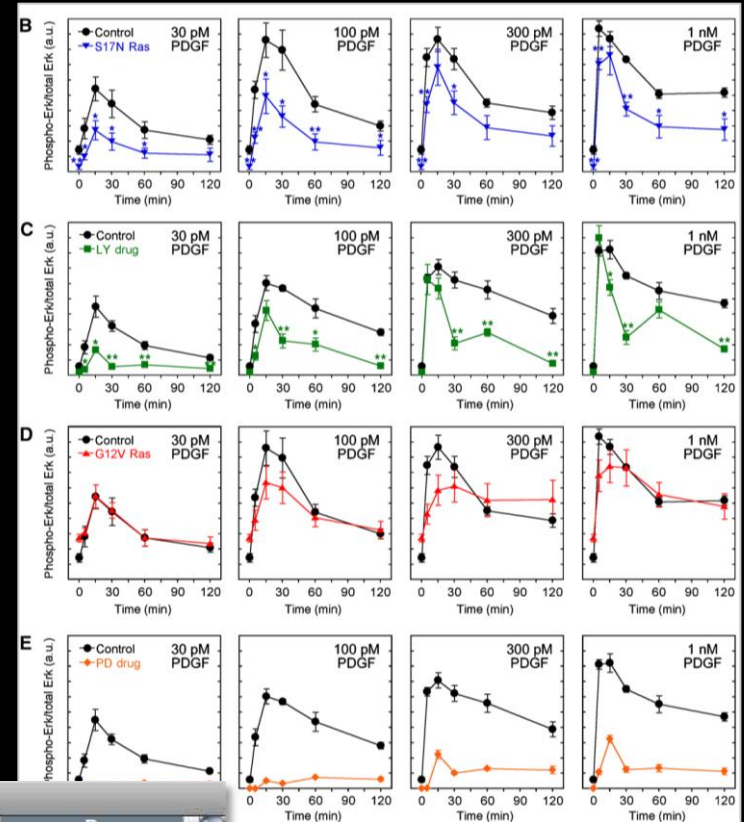 B
Phospho-Erk/total Erk (a.u.)
Control
S17N Ras
30 pM
PDGF
100 pM
PDGF
300 pM
PDGF
1 nM
PDGF
0 30 60 90 120
0 30 60 90 120
0 30 60 90 120
0 30 60 90 120
Time (min)
Time (min)
Time (min)
Time (min)
C
Phospho-Erk/total Erk (a.u.)
Control
LY drug
30 pM
PDGF
100 pM
PDGF
300 pM
PDGF
1 nM
PDGF
0 30 60 90 120
0 30 60 90 120
0 30 60 90 120
0 30 60 90 120
Time (min)
Time (min)
Time (min)
Time (min)
D
Phospho-Erk/total Erk (a.u.)
Control
G12V Ras
30 pM
PDGF
100 pM
PDGF
300 pM
PDGF
1 nM
PDGF
0 30 60 90 120
0 30 60 90 120
0 30 60 90 120
0 30 60 90 120
Time (min)
Time (min)
Time (min)
Time (min)
E
Phospho-Erk/total Erk (a.u.)
Control
PD drug
30 pM
PDGF
100 pM
PDGF
300 pM
PDGF
1 nM
PDGF
0 30 60 90 120
0 30 60 90 120
0 30 60 90 120
Time (min)
Time (min)
Time (min)